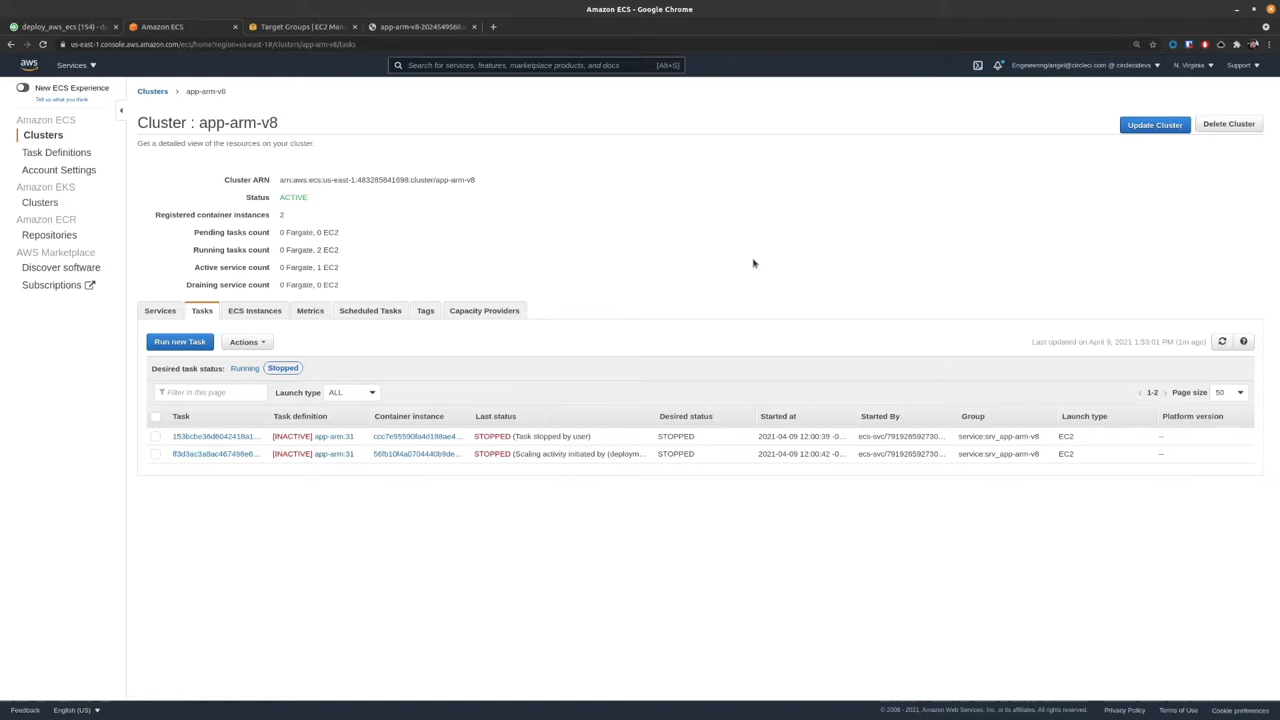 Amazon ECS - Google Chrome
deploy_aws_ecs (154) - d
Amazon ECS
Target Groups | EC2 Man
app-arm-v8-2024549568
us-east-1.console.aws.amazon.com/ecs/home?region=us-east-1#/clusters/app-arm-v8/tasks
aws
Services
Search for services, features, marketplace products, and docs
[Alt+S]
Engineering/angel@circleci.com @ circlecidevs
N. Virginia
Support
New ECS Experience
Tell us what you think
Clusters
app-arm-v8
Amazon ECS
Clusters
Task Definitions
Account Settings
Amazon EKS
Clusters
Amazon ECR
Repositories
AWS Marketplace
Discover software
Subscriptions
Cluster : app-arm-v8
Update Cluster
Delete Cluster
Get a detailed view of the resources on your cluster.
Cluster ARN arn:aws:ecs:us-east-1:483285841698:cluster/app-arm-v8
Status ACTIVE
Registered container instances 2
Pending tasks count 0 Fargate, 0 EC2
Running tasks count 0 Fargate, 2 EC2
Active service count 0 Fargate, 1 EC2
Draining service count 0 Fargate, 0 EC2
Services Tasks ECS Instances Metrics Scheduled Tasks Tags Capacity Providers
Run new Task
Actions
Last updated on April 9, 2021 1:53:01 PM (1m ago)
Desired task status: Running Stopped
Filter in this page
Launch type ALL
1-2
Page size 50
Task Task definition Container instance Last status Desired status Started at Started By Group Launch type Platform version
153bcbe36d6042418a1... [INACTIVE] app-arm:31 ccc7e95590fa4d188ae4... STOPPED (Task stopped by user) STOPPED 2021-04-09 12:00:39 -0... ecs-svc/791926592730... service:srv_app-arm-v8 EC2 --
ff3d3ac3a8ac467498e6... [INACTIVE] app-arm:31 56fb10f4a0704440b9de... STOPPED (Scaling activity initiated by (deploym... STOPPED 2021-04-09 12:00:42 -0... ecs-svc/791926592730... service:srv_app-arm-v8 EC2 --
Feedback
English (US)
© 2008 - 2021, Amazon Web Services, Inc. or its affiliates. All rights reserved.
Privacy Policy
Terms of Use
Cookie preferences